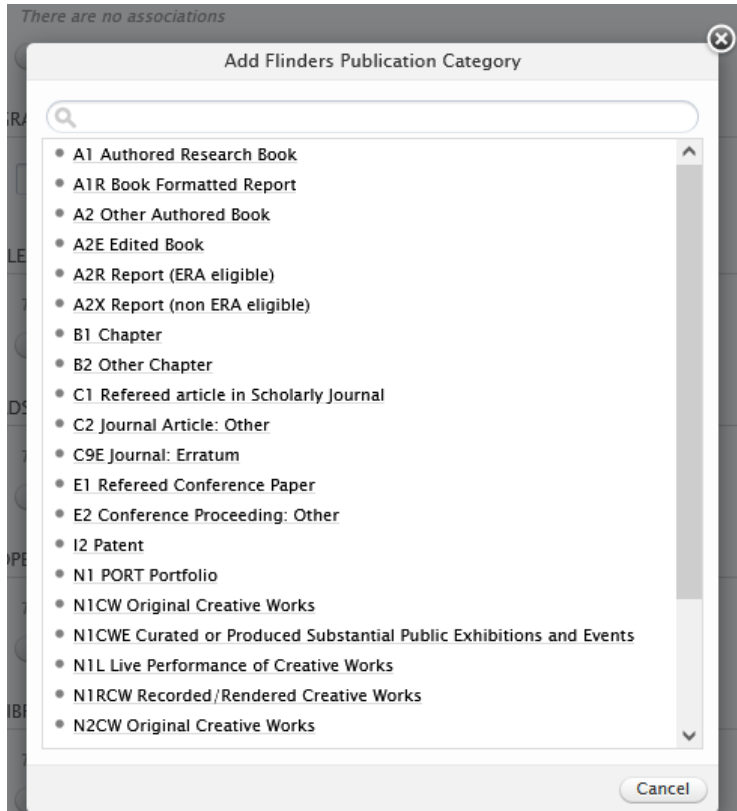 There are no associations
Add Flinders Publication Category
A1 Authored Research Book
A1R Book Formatted Report
A2 Other Authored Book
A2E Edited Book
A2R Report (ERA eligible)
A2X Report (non ERA eligible)
B1 Chapter
B2 Other Chapter
C1 Refereed article in Scholarly Journal
C2 Journal Article: Other
C9E Journal: Erratum
E1 Refereed Conference Paper
E2 Conference Proceeding: Other
I2 Patent
N1 PORT Portfolio
N1CW Original Creative Works
N1CWE Curated or Produced Substantial Public Exhibitions and Events
N1L Live Performance of Creative Works
N1RCW Recorded/Rendered Creative Works
N2CW Original Creative Works
Cancel